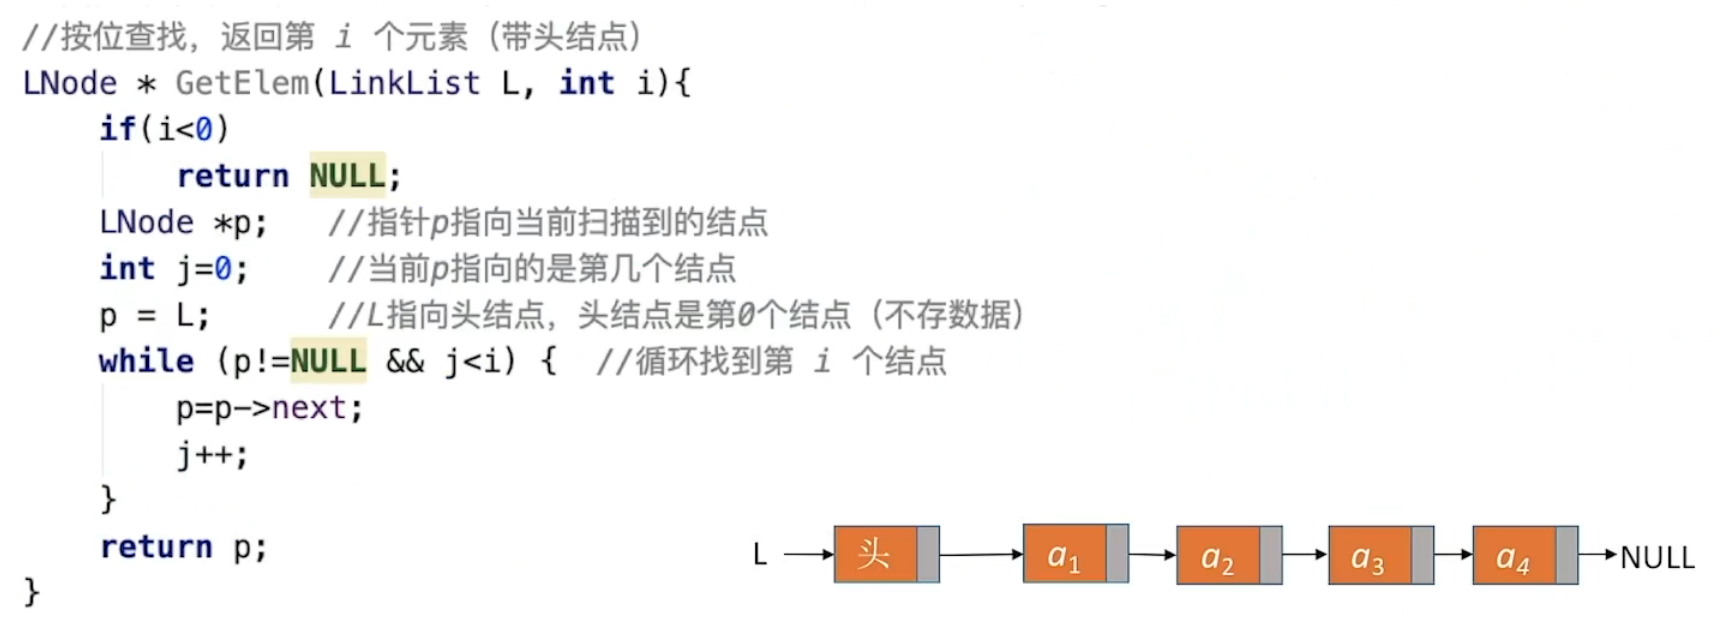 //按位查找，返回第 i 个元素（带头结点）
LNode * GetElem(LinkList L, int i){
    if(i<0)
        return NULL;
    LNode *p;   //指针p指向当前扫描到的结点
    int j=0;    //当前p指向的是第几个结点
    p = L;      //L指向头结点，头结点是第0个结点（不存数据）
    while (p!=NULL && j<i) {  //循环找到第 i 个结点
        p=p->next;
        j++;
    }
    return p;
}
L 头 a1 a2 a3 a4 NULL